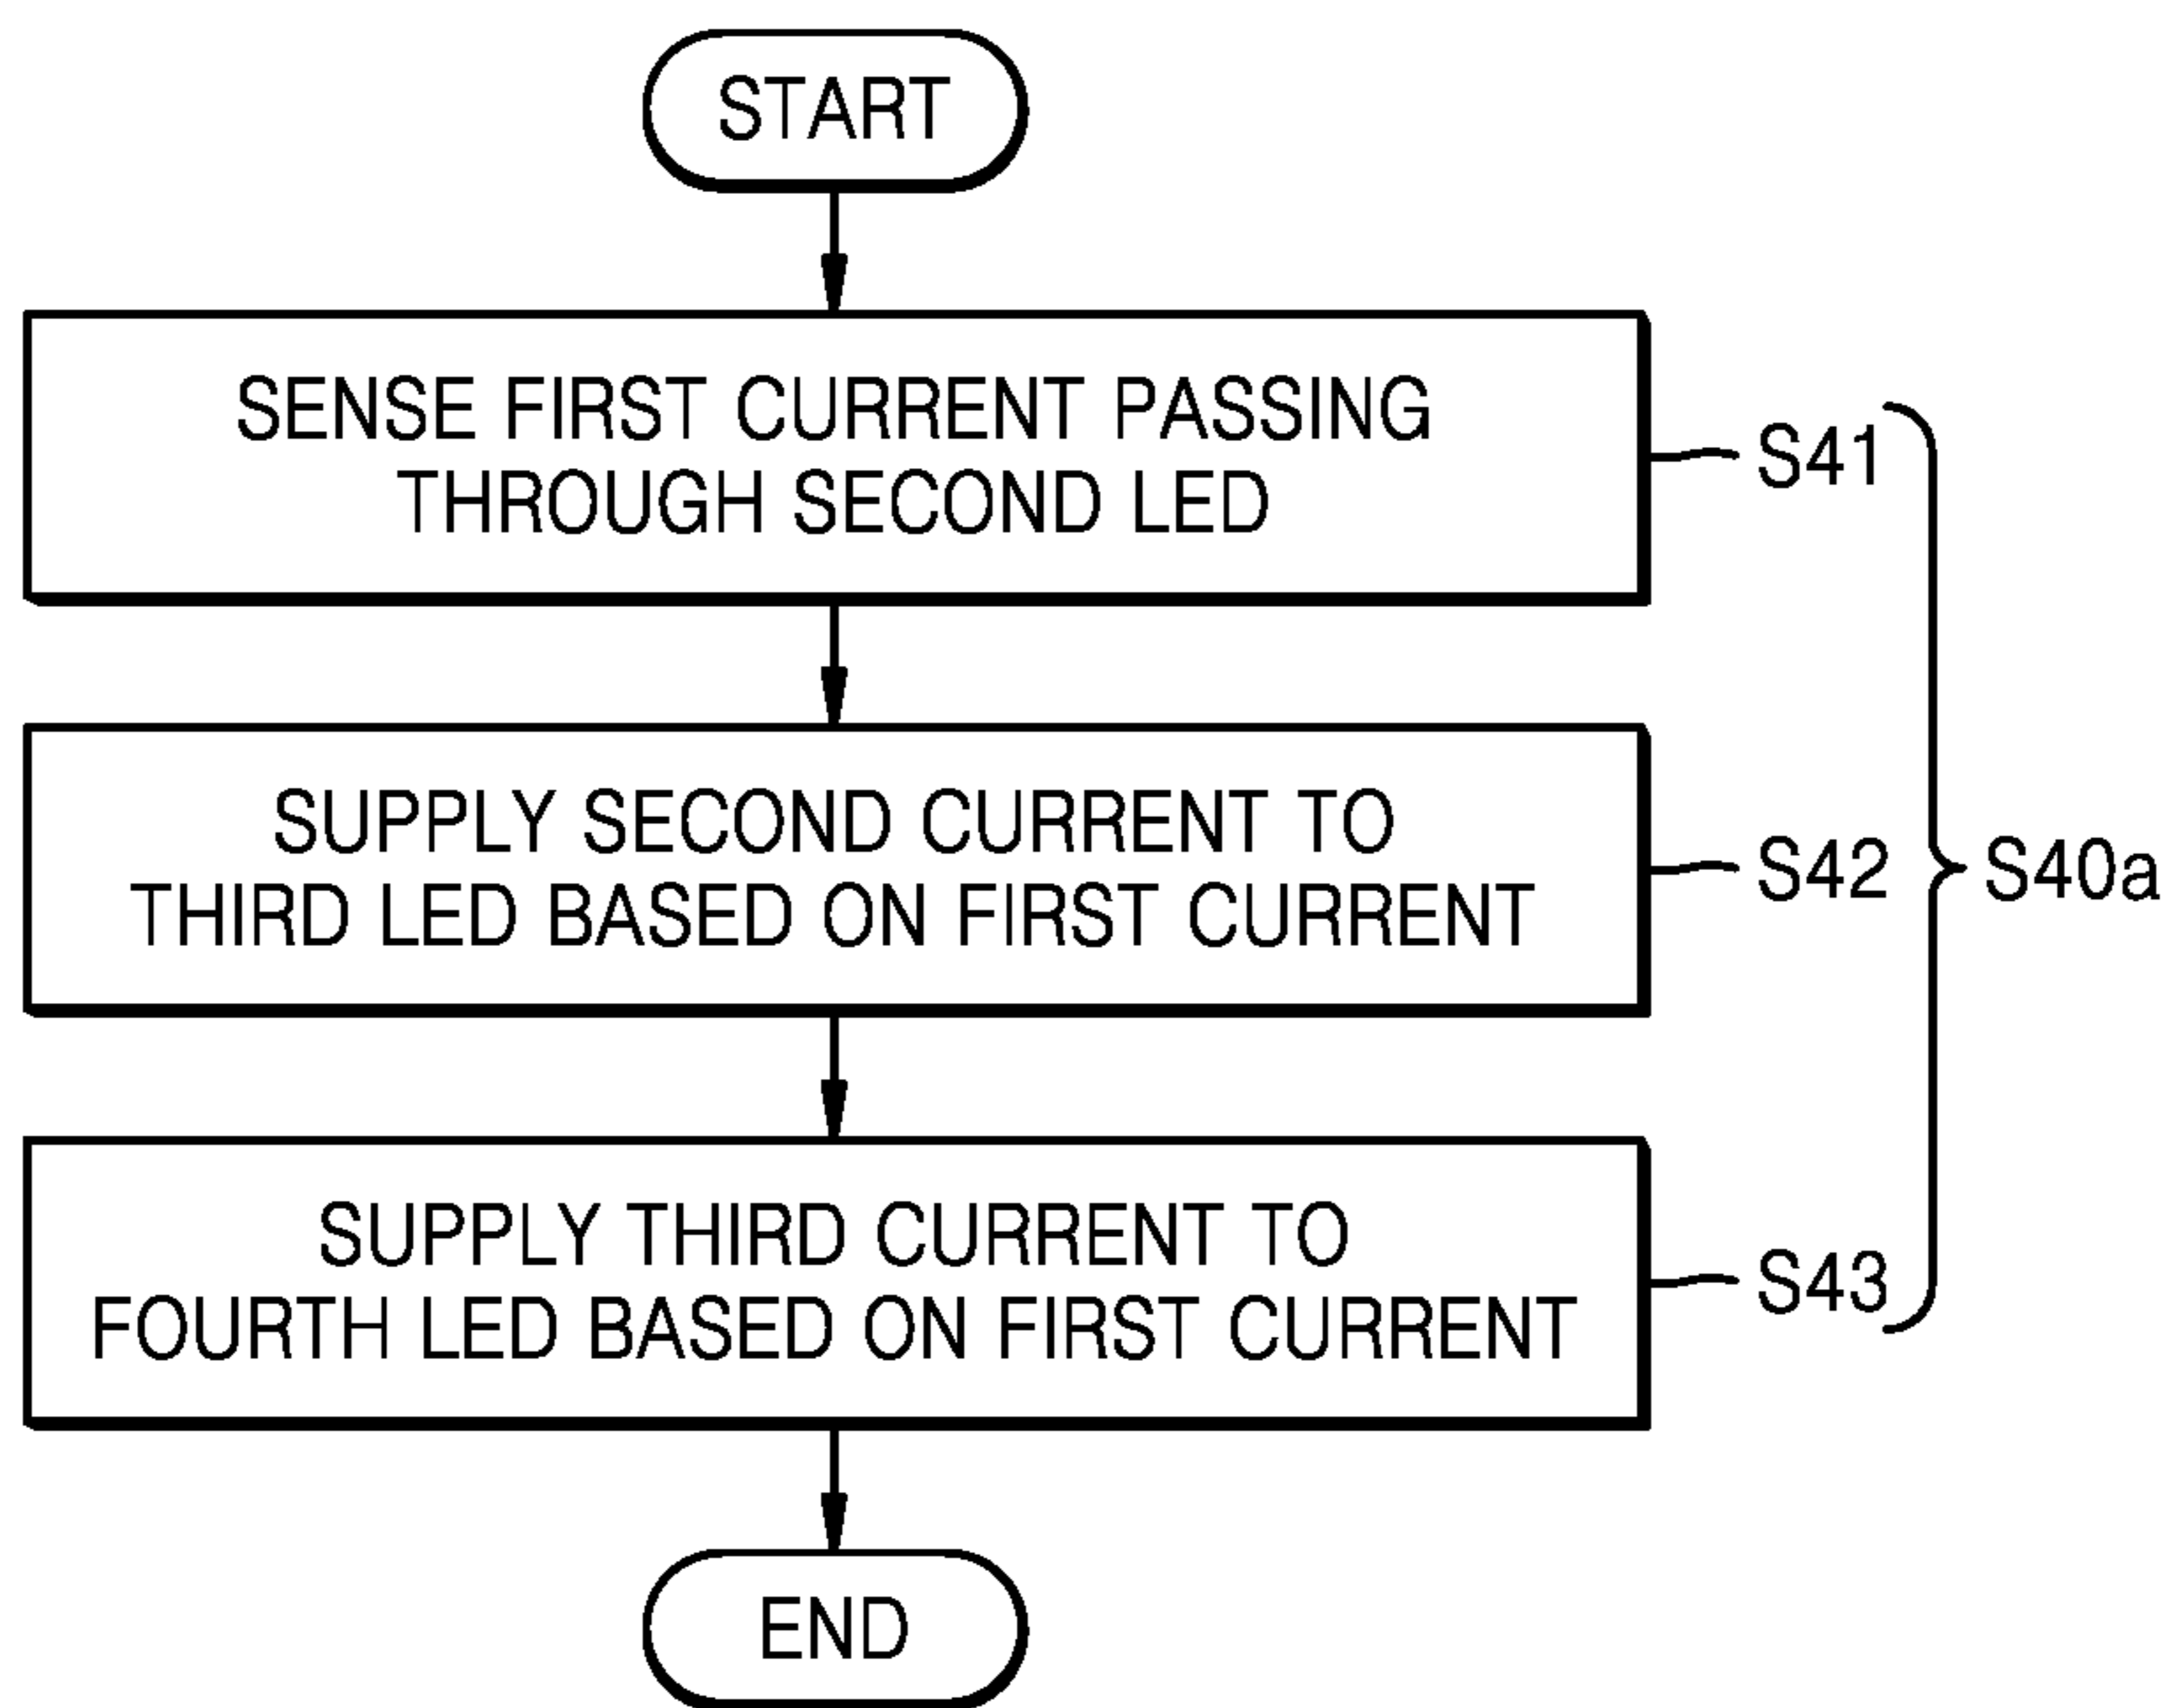 START
SENSE FIRST CURRENT PASSING
THROUGH SECOND LED
S41
SUPPLY SECOND CURRENT TO
THIRD LED BASED ON FIRST CURRENT
S42
S40a
SUPPLY THIRD CURRENT TO
FOURTH LED BASED ON FIRST CURRENT
S43
END